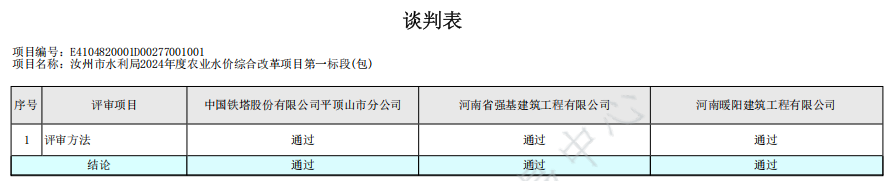 谈判表
项目编号：E4104820001D00277001001
项目名称：汝州市水利局2024年度农业水价综合改革项目第一标段(包)
序号 评审项目 中国铁塔股份有限公司平顶山市分公司 河南省强基建筑工程有限公司 河南暖阳建筑工程有限公司
1 评审方法 通过 通过 通过
结论 通过 通过 通过
中心